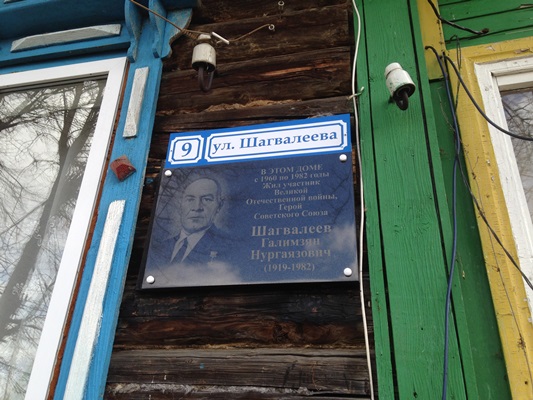 9 ул. Шагвалеева
В ЭТОМ ДОМЕ
с 1960 по 1982 годы
Жил участник
Великой
Отечественной войны,
Герой
Советского Союза
Шагвалеев
Галимзян
Нургаязович
(1919-1982)